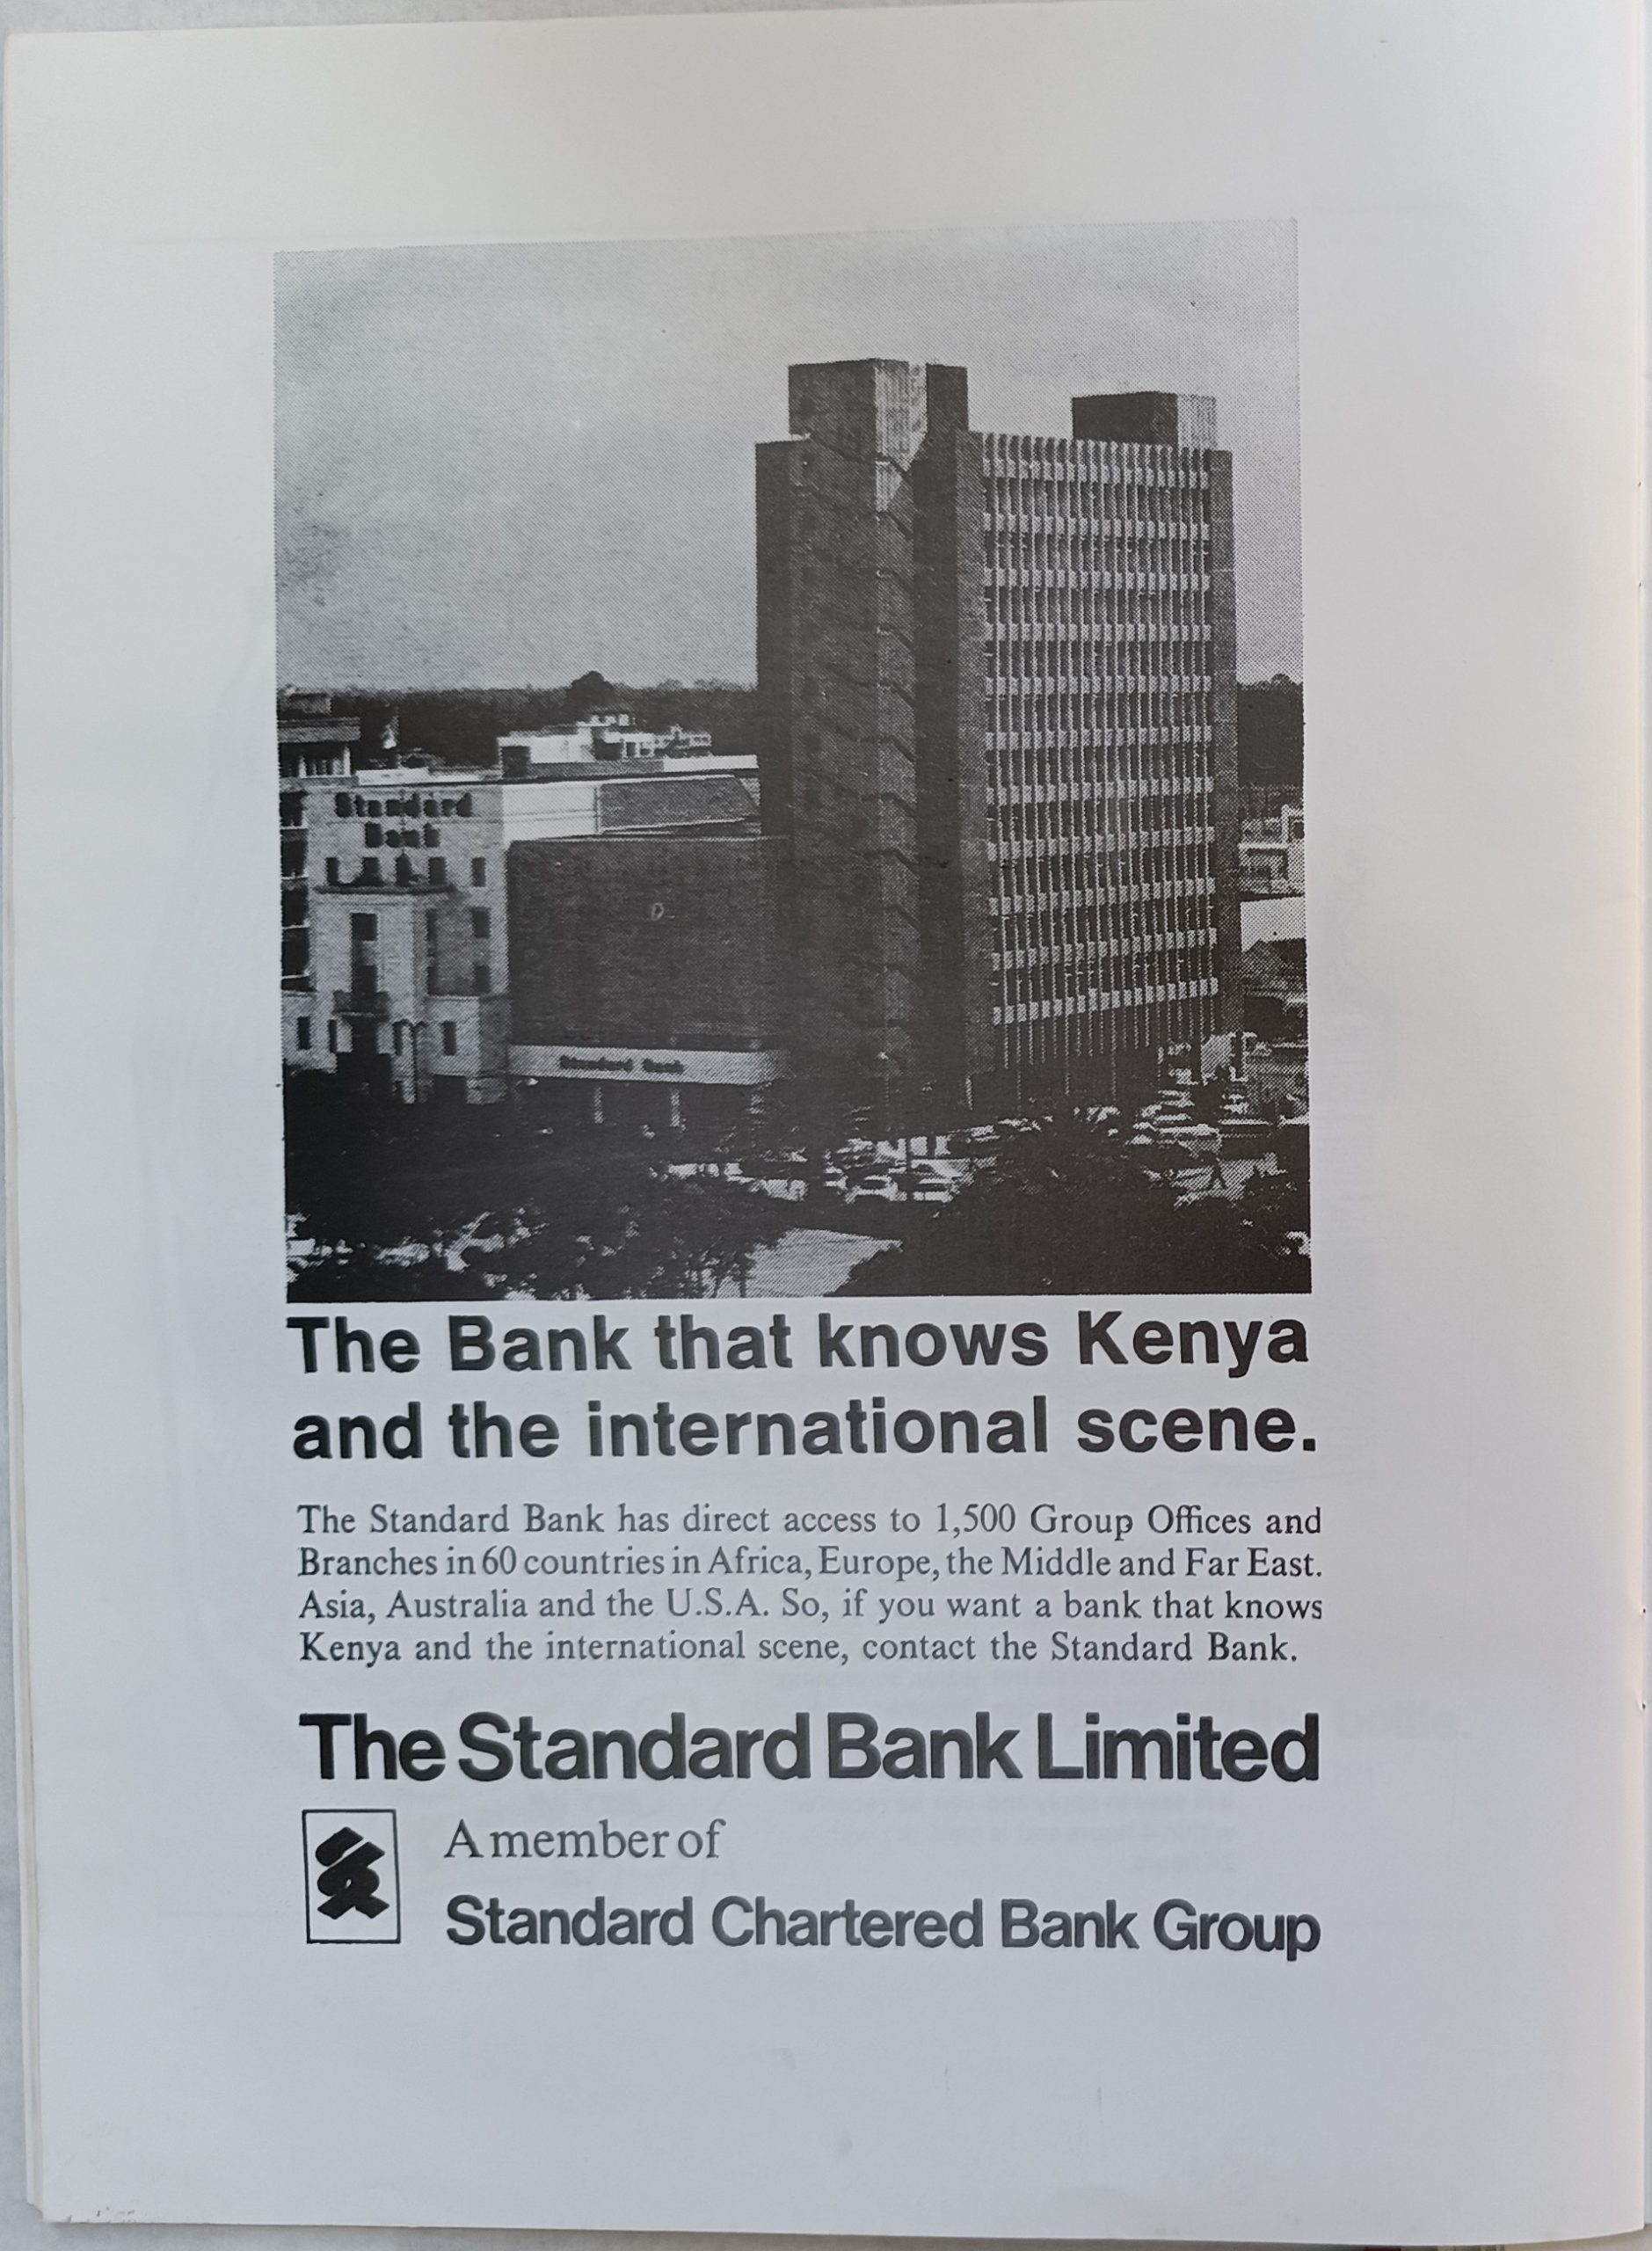 Standard
Bank
Standard Bank
The Bank that knows Kenya
and the international scene.
The Standard Bank has direct access to 1,500 Group Offices and
Branches in 60 countries in Africa, Europe, the Middle and Far East.
Asia, Australia and the U.S.A. So, if you want a bank that knows
Kenya and the international scene, contact the Standard Bank.
The Standard Bank Limited
A member of
Standard Chartered Bank Group